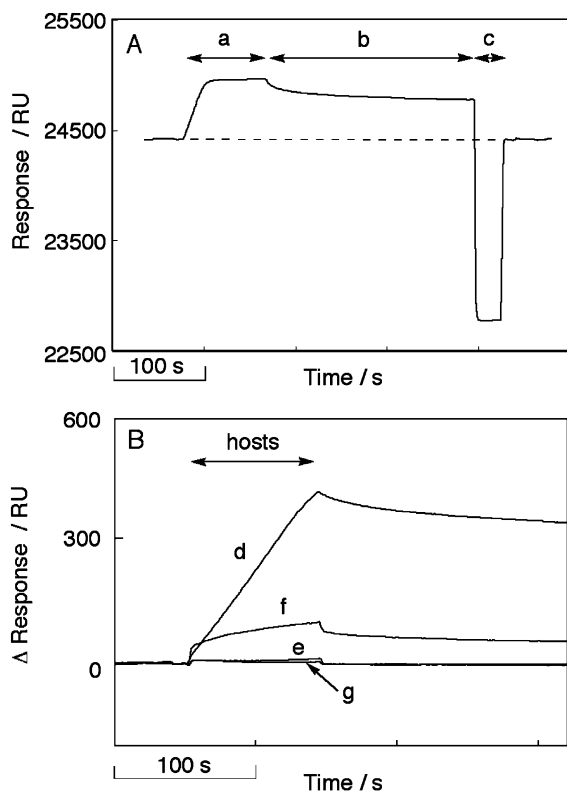 25500
A
a
b
c
24500
23500
22500
Response / RU
100 s
Time / s
600
B
hosts
d
300
f
e
0
g
Δ Response / RU
100 s
Time / s